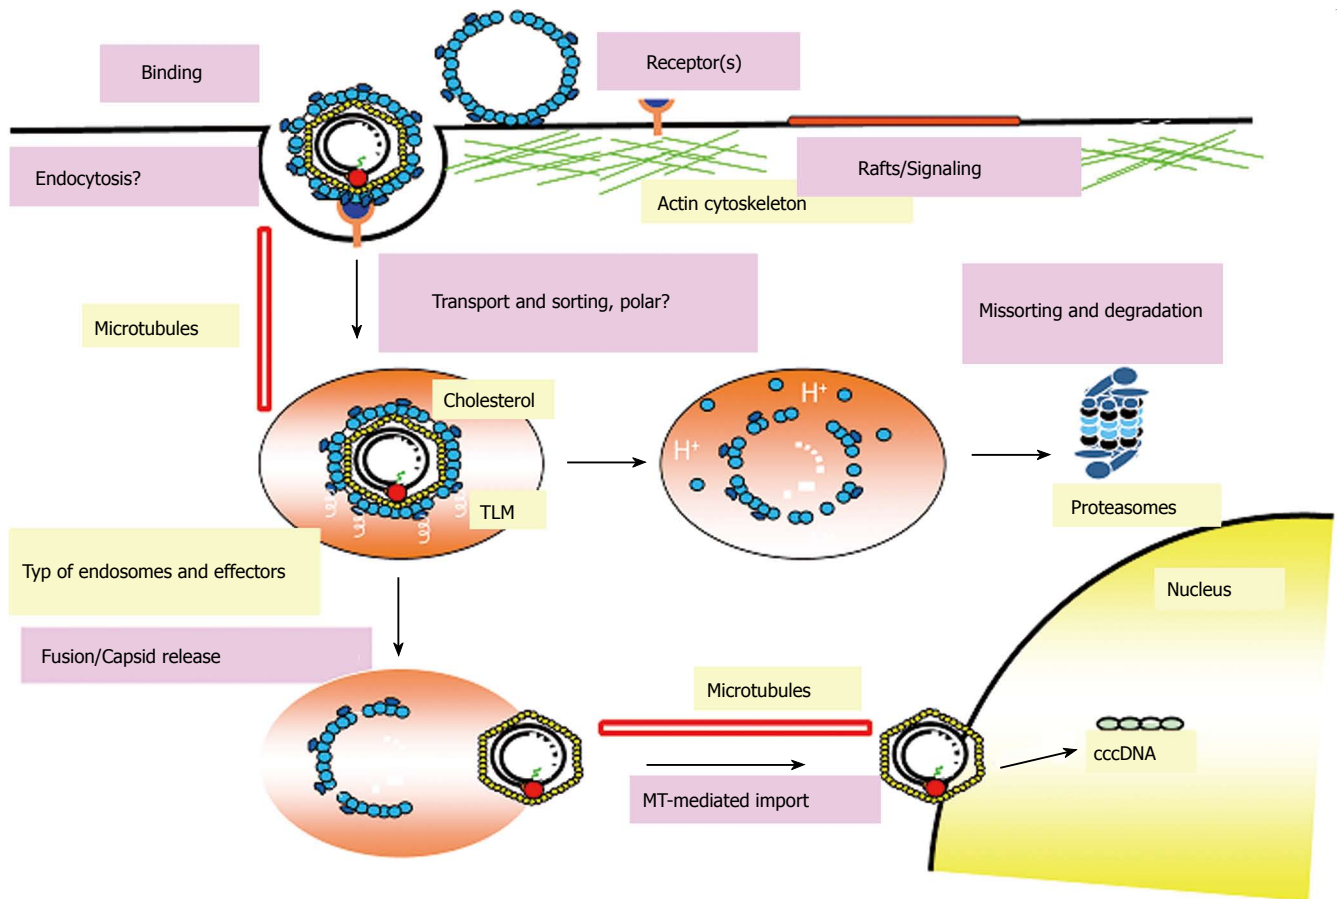 Binding
Receptor(s)
Endocytosis?
Rafts/Signaling
Actin cytoskeleton
Transport and sorting, polar?
Missorting and degradation
Microtubules
Cholesterol
H+
H+
TLM
Proteasomes
Typ of endosomes and effectors
Nucleus
Fusion/Capsid release
Microtubules
cccDNA
MT-mediated import